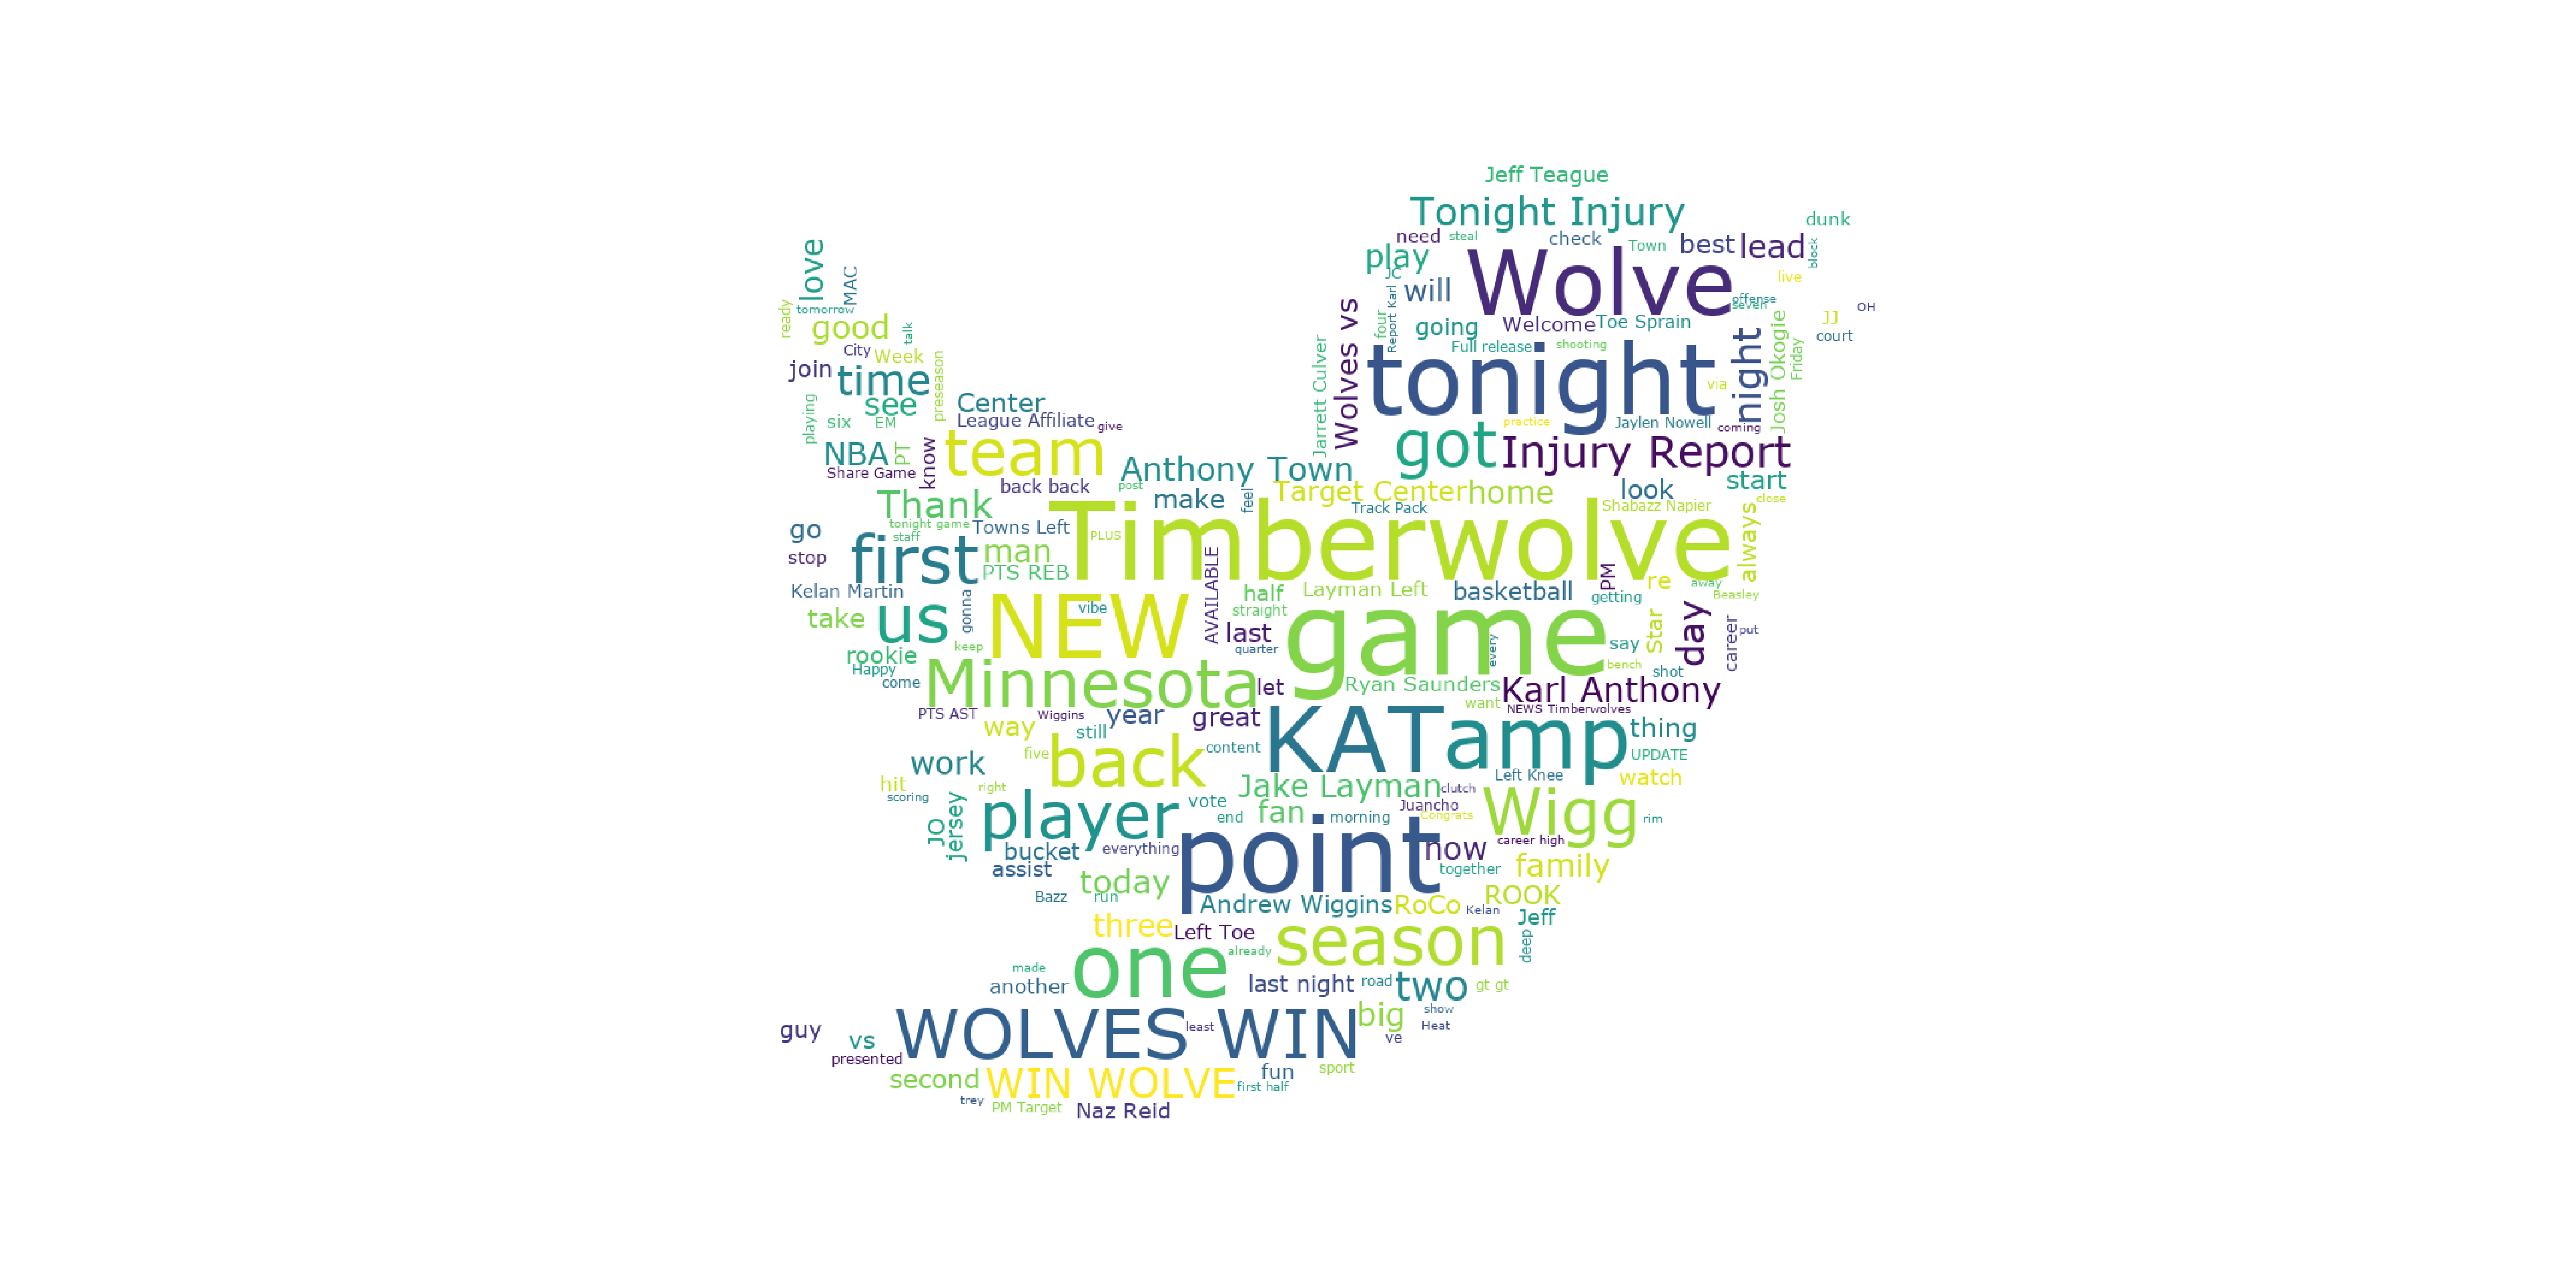 Jeff Teague
Tonight Injury
dunk
need
steal
check
Town
best
lead
block
love
MAC
play
JC
will
Wolve
live
offense
seven
OH
ready
tomorrow
good
talk
Wolves vs
four
Report Karl
going
Welcome
Toe Sprain
night
Josh Okogie
JJ
court
Friday
City
Week
join
time
see
preseason
Jarrett Culver
Full release
shooting
tonight
via
playing
six
EM
Center
League Affiliate
give
got
practice
Jaylen Nowell
coming
NBA
PT
know
team
Share Game
Anthony Town
Injury Report
back back
post
make
feel
Target Center
home
look
start
close
Thank
tonight game
staff
Towns Left
PLUS
Track Pack
Shabazz Napier
always
go
stop
first
man
Timberwolve
PTS REB
AVAILABLE
Kelan Martin
take
us
gonna
NEW
vibe
half
straight
Layman Left
basketball
PM
getting
re
away
Beasley
rookie
keep
last
quarter
game
every
say
Star
day
career
put
bench
shot
Happy
come
Minnesota
let
Ryan Saunders
Karl Anthony
want
NEWS Timberwolves
PTS AST
Wiggins
year
great
way
still
KAT
amp
thing
UPDATE
work
five
back
content
Left Knee
watch
hit
scoring
right
Jake Layman
clutch
JO
jersey
player
vote
end
fan
morning
Juancho
Congrats
Wigg
rim
bucket
everything
point
now
career high
assist
together
family
today
Bazz
run
Andrew Wiggins
RoCo
Kelan
ROOK
Jeff
three
Left Toe
already
season
deep
made
one
another
last night
road
two
gt gt
guy
vs
WOLVES WIN
least
big
show
Heat
ve
presented
second
WIN WOLVE
fun
first half
sport
trey
PM Target
Naz Reid